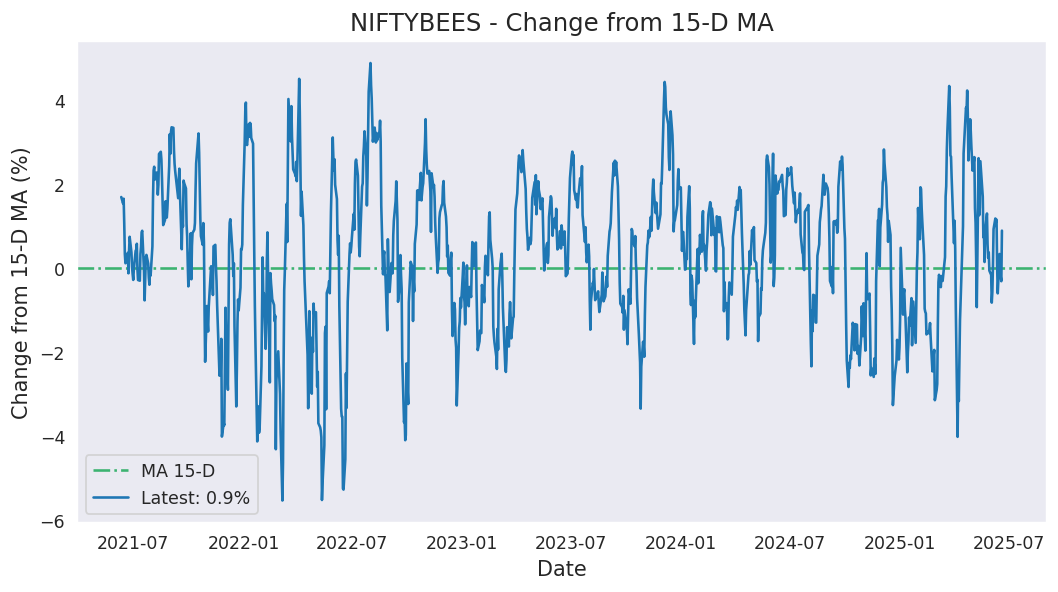 NIFTYBEES - Change from 15-D MA
Change from 15-D MA (%)
4
2
0
−2
−4
−6
MA 15-D
Latest: 0.9%
2021-07 2022-01 2022-07 2023-01 2023-07 2024-01 2024-07 2025-01 2025-07
Date